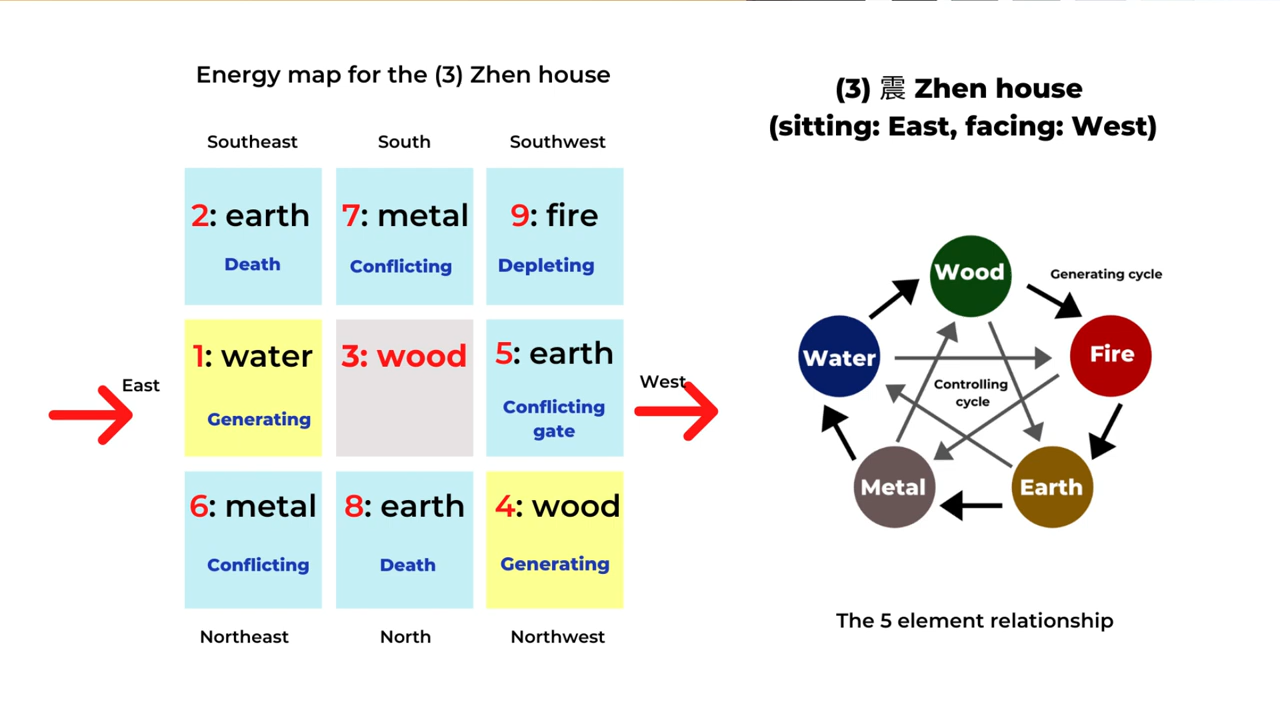 Energy map for the (3) Zhen house
Southeast
South
Southwest
2: earth
Death
7: metal
Conflicting
9: fire
Depleting
East
1: water
Generating
3: wood
5: earth
Conflicting
gate
West
6: metal
Conflicting
8: earth
Death
4: wood
Generating
Northeast
North
Northwest
(3) 震 Zhen house
(sitting: East, facing: West)
Wood
Generating cycle
Water
Fire
Controlling
cycle
Metal
Earth
The 5 element relationship